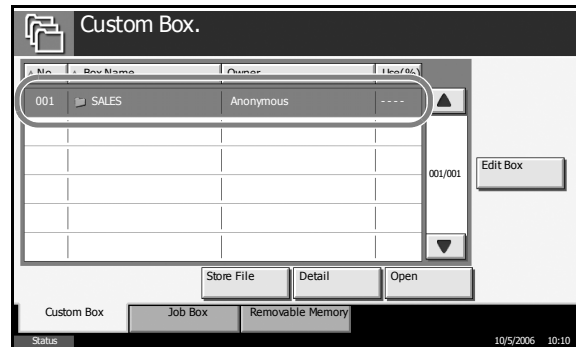 Custom Box.
No. Box Name Owner Use(%)
001 SALES Anonymous ----
001/001
Edit Box
Store File Detail Open
Custom Box Job Box Removable Memory
Status 10/5/2006 10:10